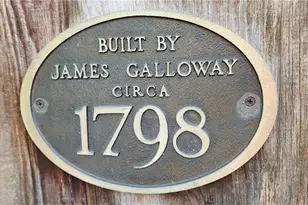 BUILT BY
JAMES GALLOWAY
CIRCA
1798